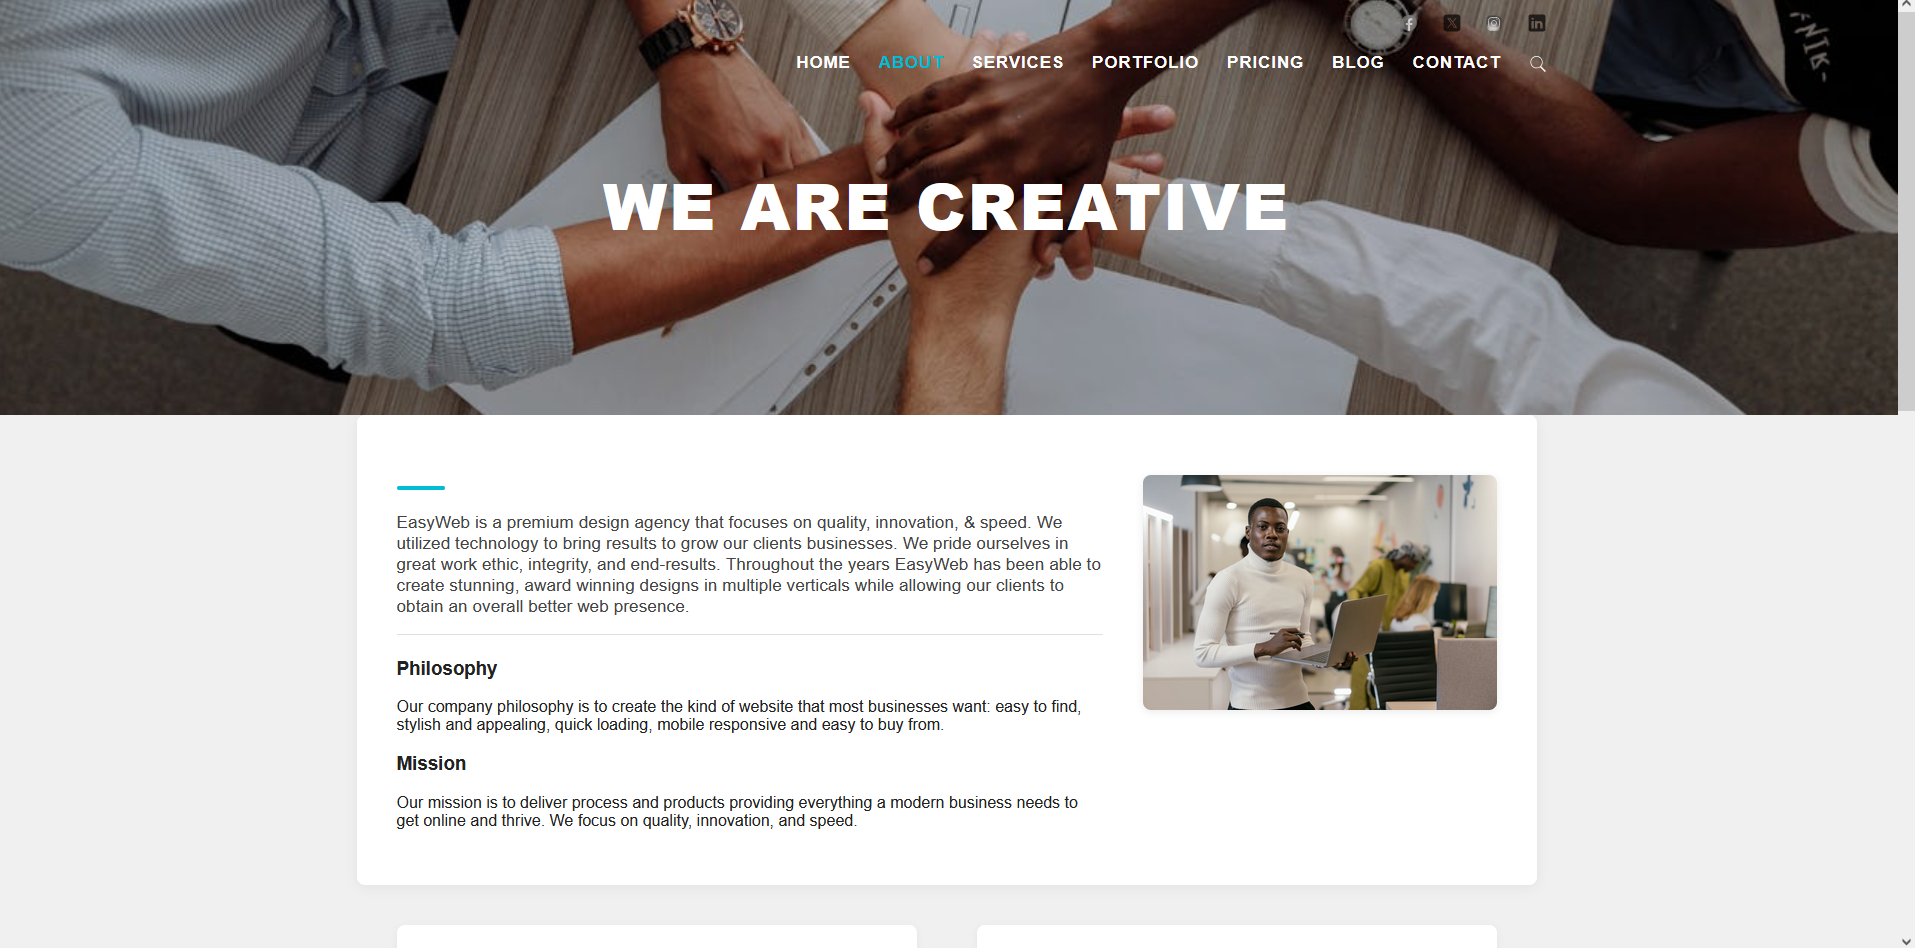 HOME ABOUT SERVICES PORTFOLIO PRICING BLOG CONTACT
WE ARE CREATIVE
EasyWeb is a premium design agency that focuses on quality, innovation, & speed. We
utilized technology to bring results to grow our clients businesses. We pride ourselves in
great work ethic, integrity, and end-results. Throughout the years EasyWeb has been able to
create stunning, award winning designs in multiple verticals while allowing our clients to
obtain an overall better web presence.
Philosophy
Our company philosophy is to create the kind of website that most businesses want: easy to find,
stylish and appealing, quick loading, mobile responsive and easy to buy from.
Mission
Our mission is to deliver process and products providing everything a modern business needs to
get online and thrive. We focus on quality, innovation, and speed.